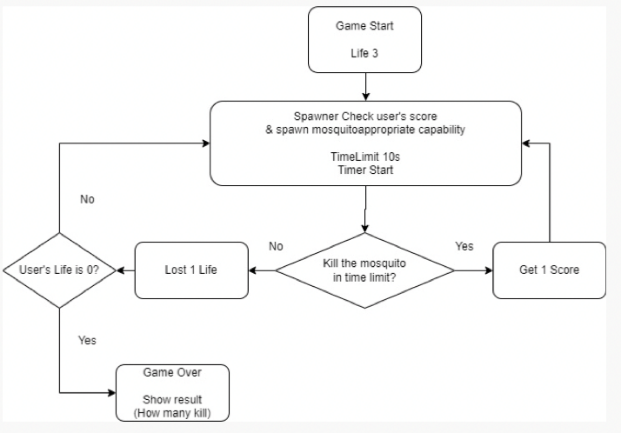 Game Start
Life 3
Spawner Check user's score
& spawn mosquitoappropriate capability
TimeLimit 10s
Timer Start
No
No
Yes
User's Life is 0?
Lost 1 Life
Kill the mosquito
in time limit?
Get 1 Score
Yes
Game Over
Show result
(How many kill)